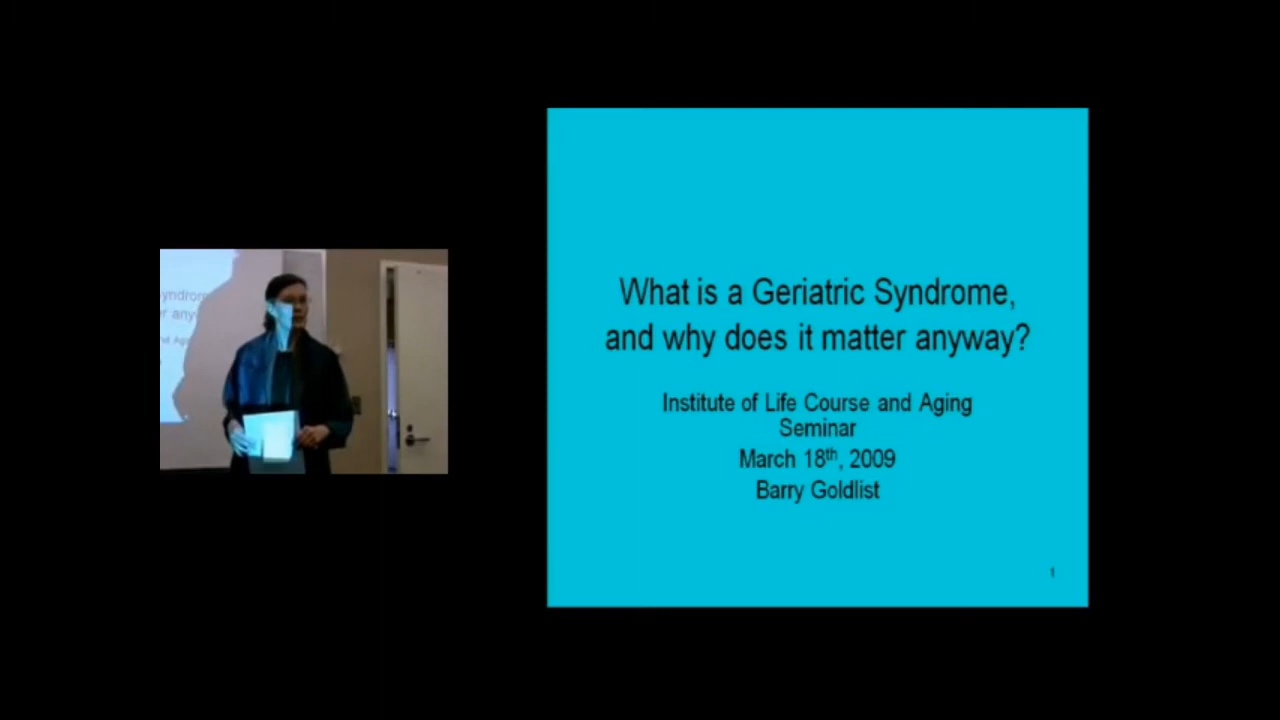 What is a Geriatric Syndrome,
and why does it matter anyway?
Institute of Life Course and Aging
Seminar
March 18th, 2009
Barry Goldlist
1